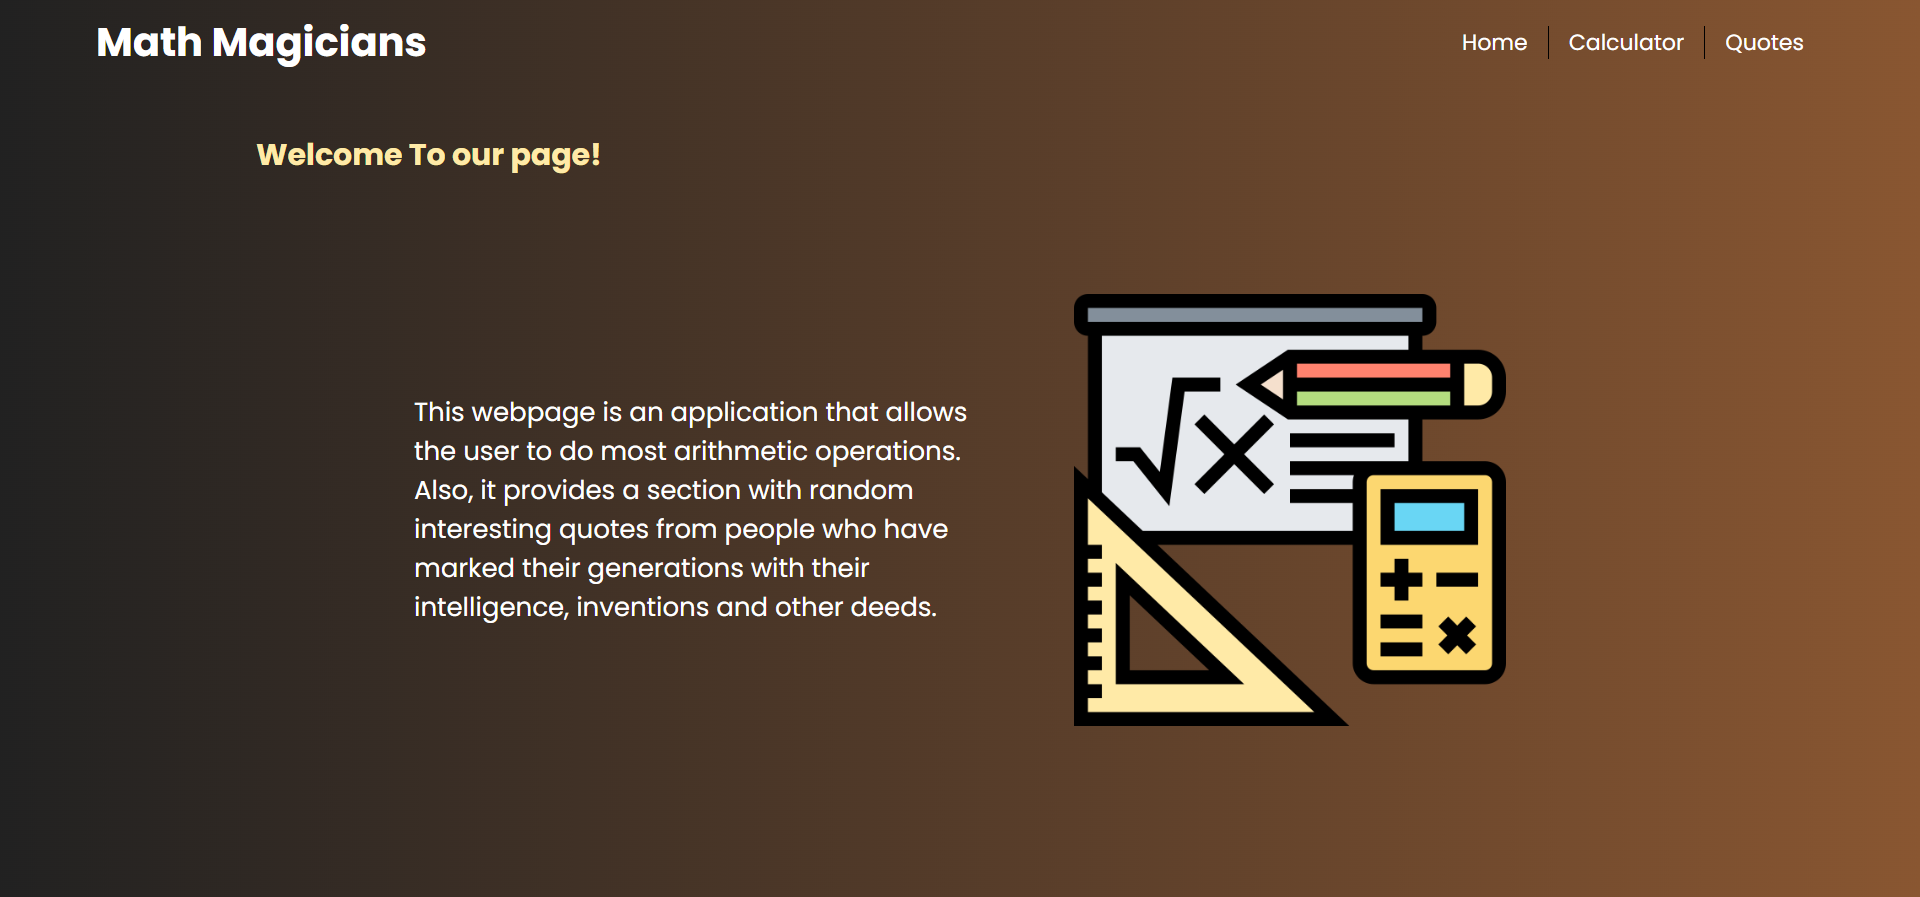 Math Magicians
Home
Calculator
Quotes
Welcome To our page!
This webpage is an application that allows
the user to do most arithmetic operations.
Also, it provides a section with random
interesting quotes from people who have
marked their generations with their
intelligence, inventions and other deeds.